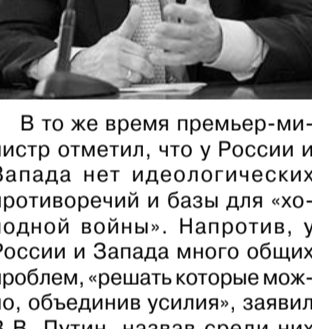 В то же время премьер-ми-
нистр отметил, что у России и
Запада нет идеологических
противоречий и базы для «хо-
лодной войны». Напротив, у
России и Запада много общих
проблем, «решать которые мож-
но, объединив усилия», заявил
В.В. Путин, назвав среди них